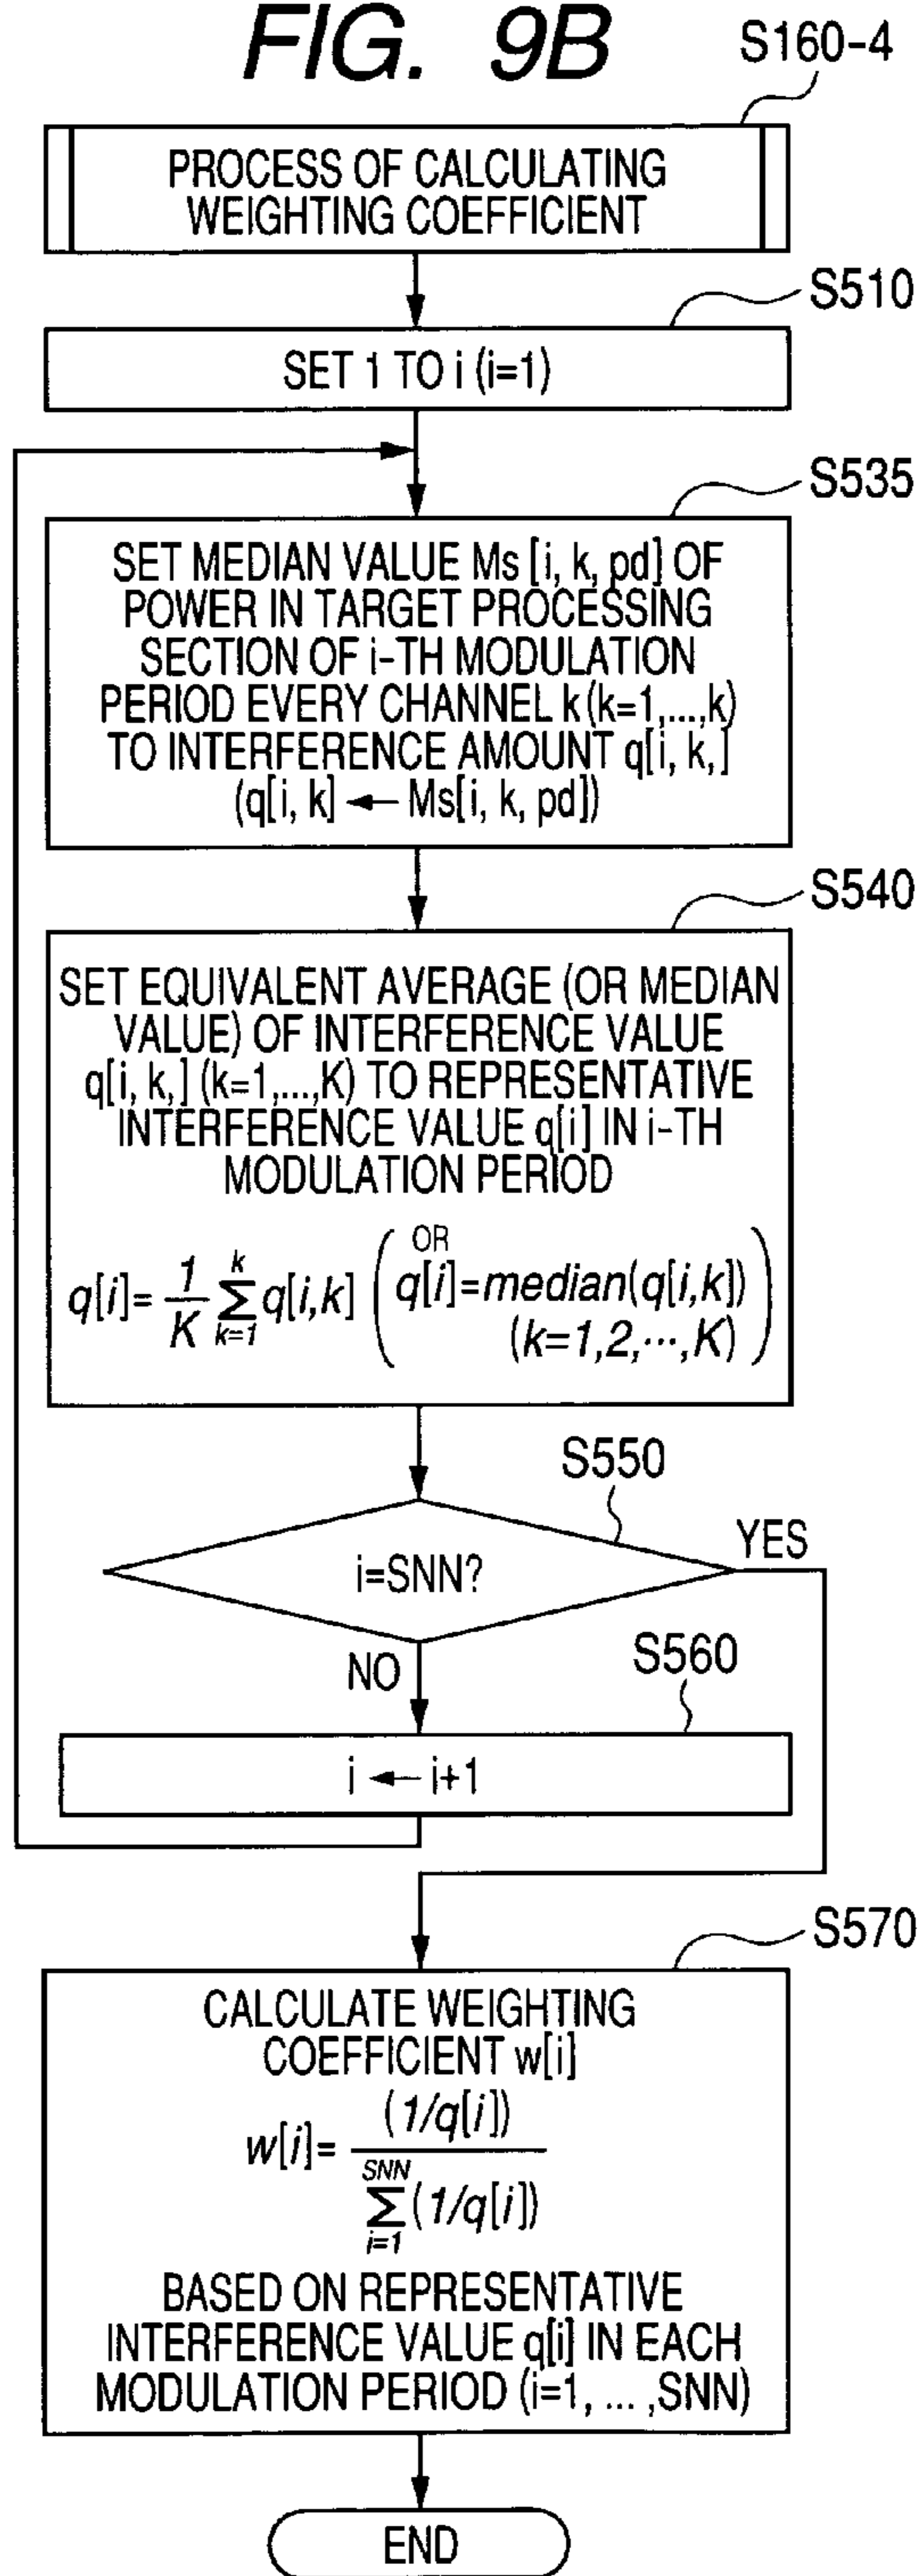 FIG. 9B
S160-4
PROCESS OF CALCULATING
WEIGHTING COEFFICIENT
S510
SET 1 TO i (i=1)
S535
SET MEDIAN VALUE Ms [i, k, pd] OF
POWER IN TARGET PROCESSING
SECTION OF i-TH MODULATION
PERIOD EVERY CHANNEL k (k=1,...,k)
TO INTERFERENCE AMOUNT q[i, k,]
(q[i, k] ← Ms[i, k, pd])
S540
SET EQUIVALENT AVERAGE (OR MEDIAN
VALUE) OF INTERFERENCE VALUE
q[i, k,] (k=1,...,K) TO REPRESENTATIVE
INTERFERENCE VALUE q[i] IN i-TH
MODULATION PERIOD
q[i]= 1/K k Σ k=1 q[i,k] ( OR q[i]=median(q[i,k])
(k=1,2,···,K) )
S550
i=SNN?
YES
NO
S560
i ← i+1
S570
CALCULATE WEIGHTING
COEFFICIENT w[i]
w[i]= (1/q[i])
SNN Σ i=1 (1/q[i])
BASED ON REPRESENTATIVE
INTERFERENCE VALUE q[i] IN EACH
MODULATION PERIOD (i=1, ... ,SNN)
END